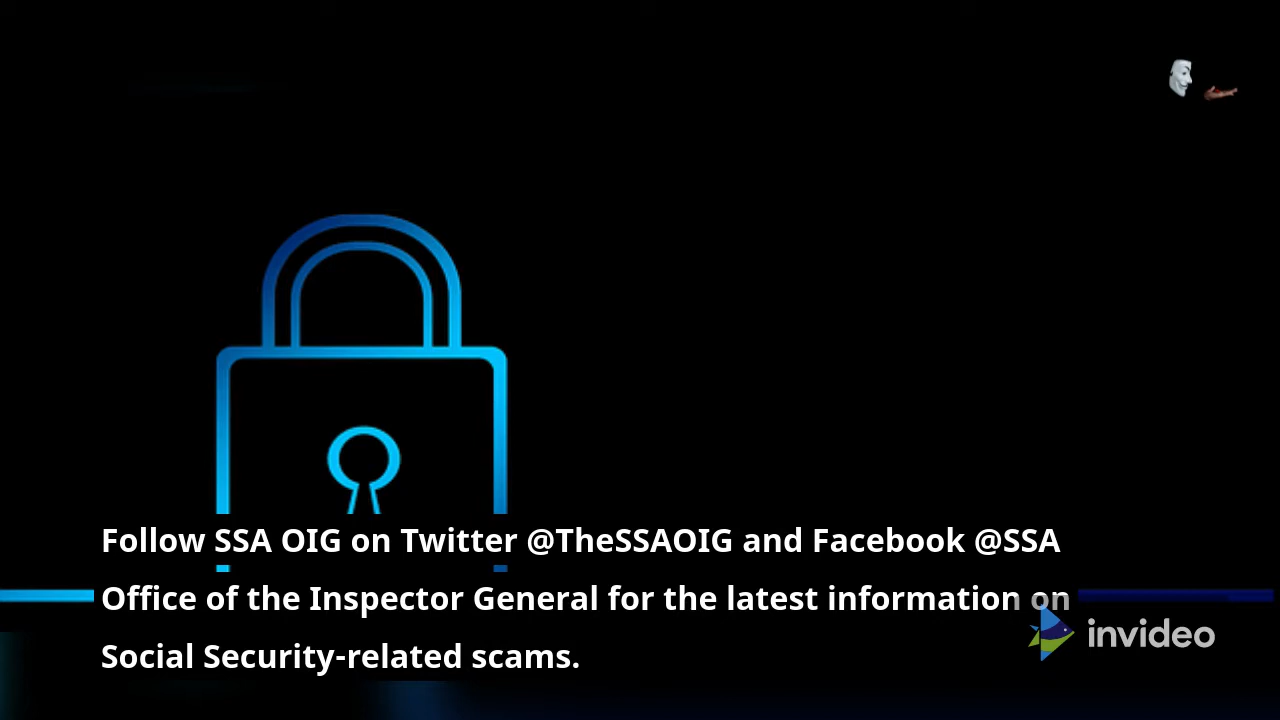 Follow SSA OIG on Twitter @TheSSAOIG and Facebook @SSA
Office of the Inspector General for the latest information on
Social Security-related scams.
invideo